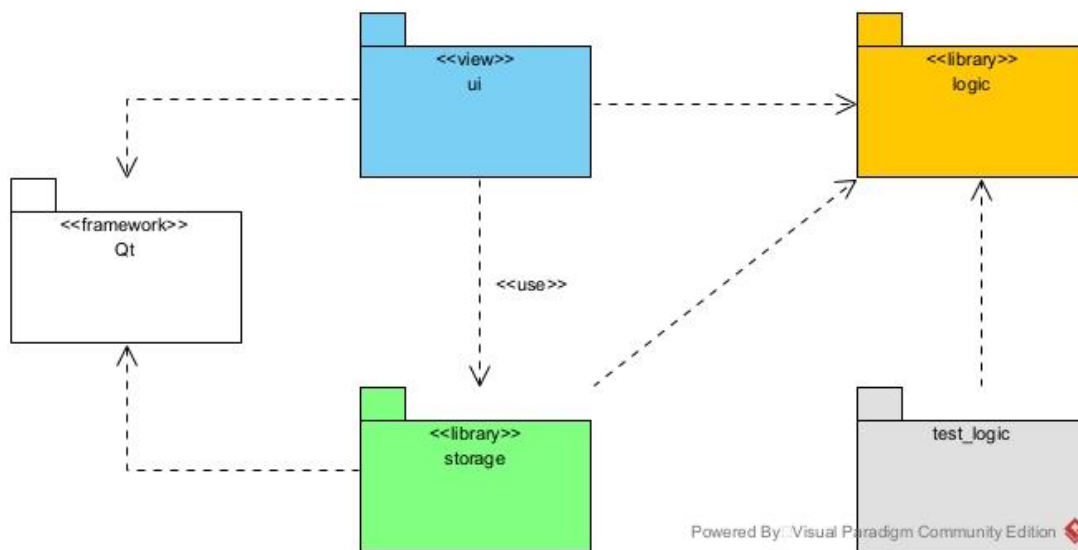 <<view>>
ui
<<library>>
logic
<<framework>>
Qt
<<use>>
<<library>>
storage
test_logic
Powered By Visual Paradigm Community Edition